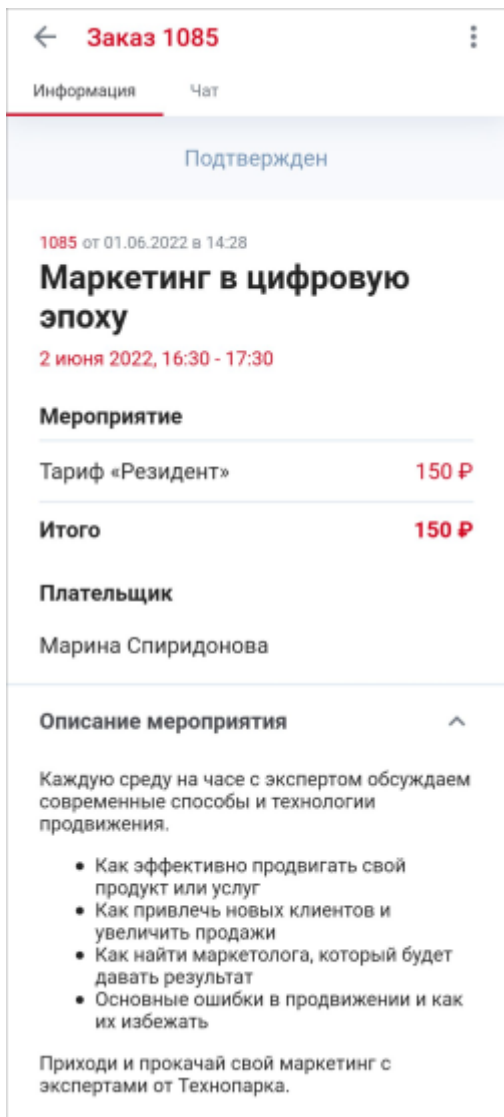 Заказ 1085
Информация Чат
Подтвержден
1085 от 01.06.2022 в 14:28
Маркетинг в цифровую
эпоху
2 июня 2022, 16:30 - 17:30
Мероприятие
Тариф «Резидент» 150 ₽
Итого 150 ₽
Плательщик
Марина Спиридонова
Описание мероприятия
Каждую среду на часе с экспертом обсуждаем
современные способы и технологии
продвижения.
• Как эффективно продвигать свой
продукт или услуг
• Как привлечь новых клиентов и
увеличить продажи
• Как найти маркетолога, который будет
давать результат
• Основные ошибки в продвижении и как
их избежать
Приходи и прокачай свой маркетинг с
экспертами от Технопарка.